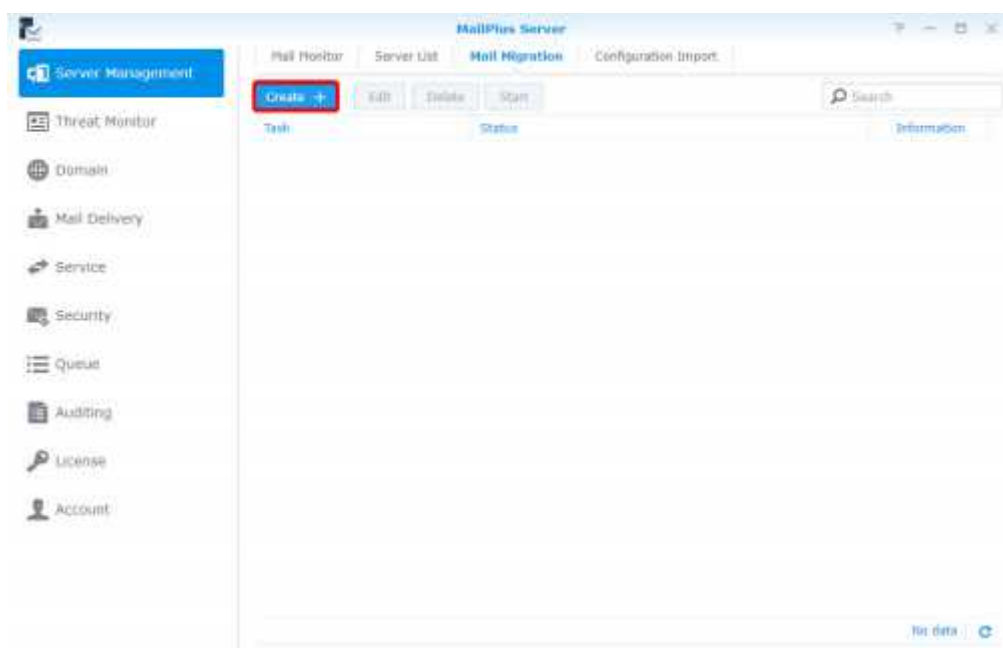 MailPlus Server
Server Management
Mail Monitor Server List Mail Migration Configuration Import
Create + Edit Delete Start Search
Task Status Information
Threat Monitor
Domain
Mail Delivery
Service
Security
Queue
Auditing
License
Account
No data